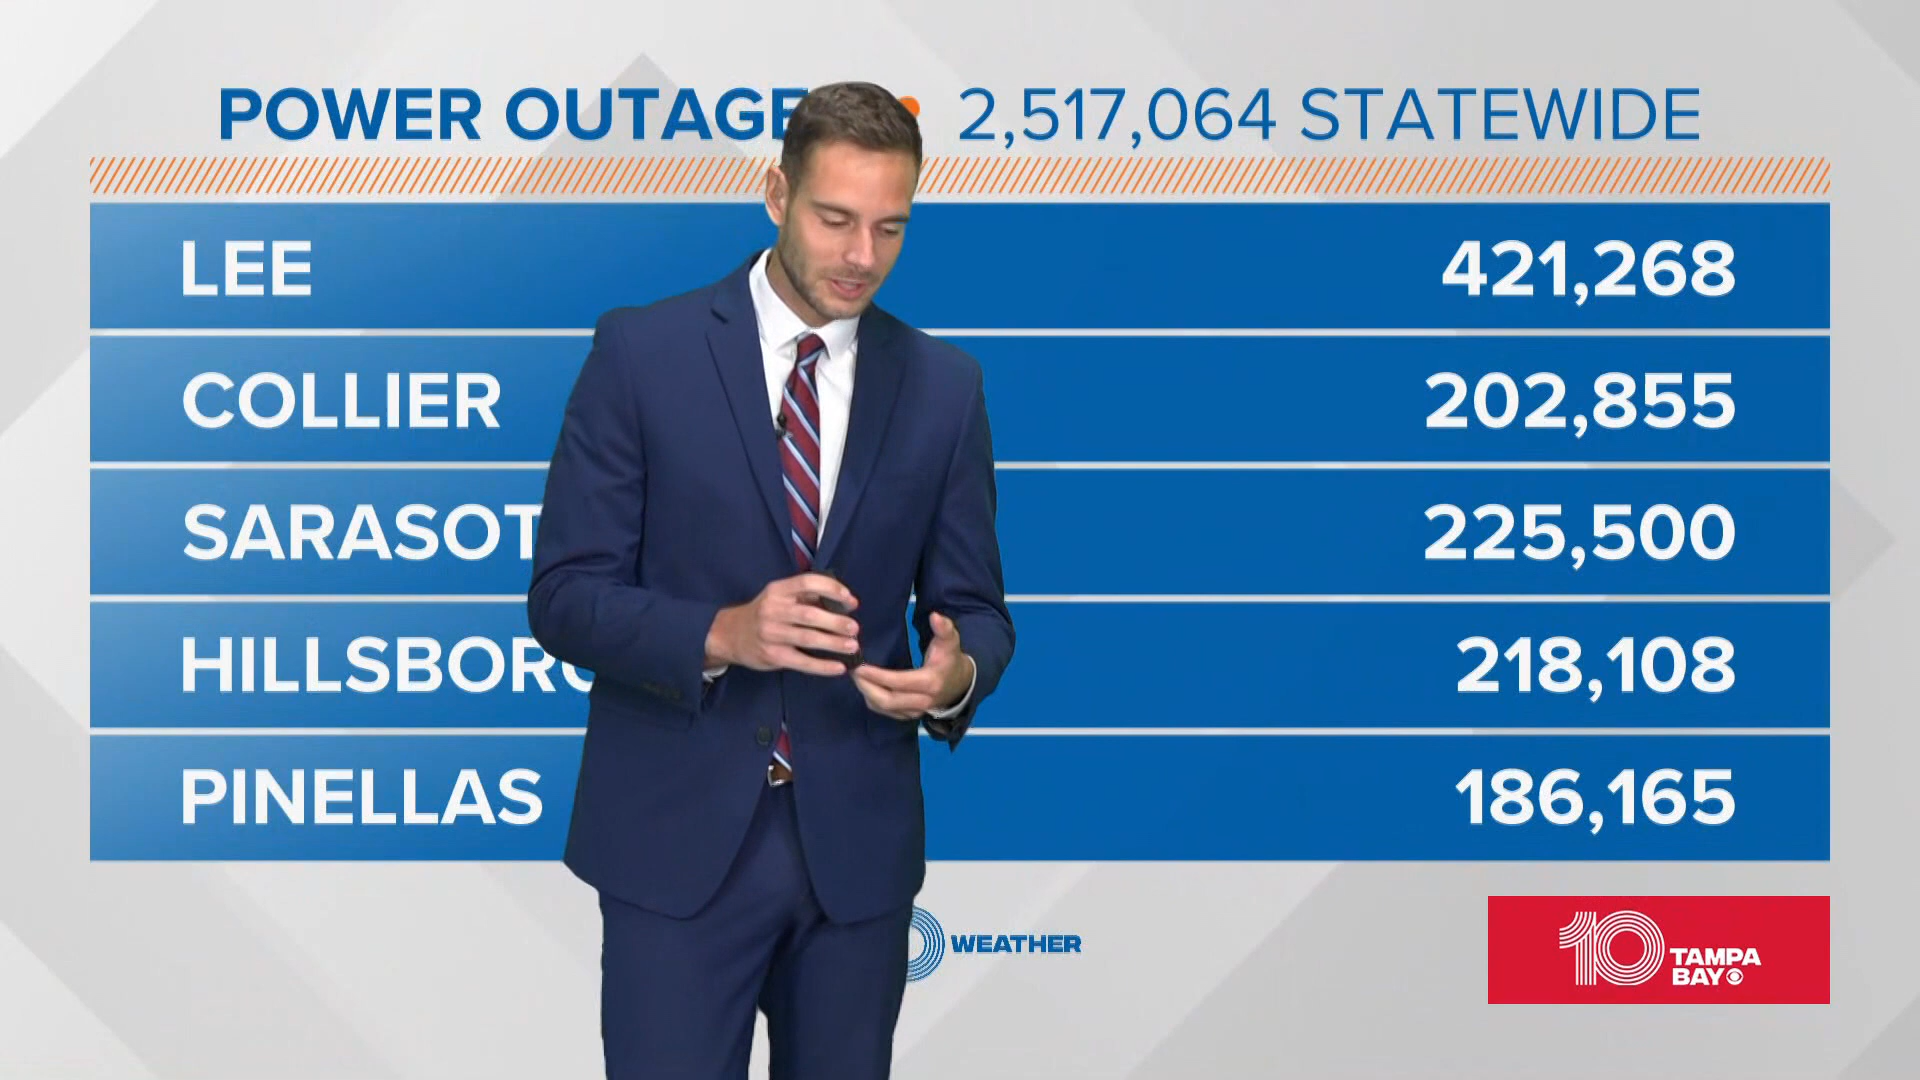 POWER OUTAGE 2,517,064 STATEWIDE
LEE 421,268
COLLIER 202,855
SARASOT 225,500
HILLSBOR 218,108
PINELLAS 186,165
WEATHER
10 TAMPA
BAY